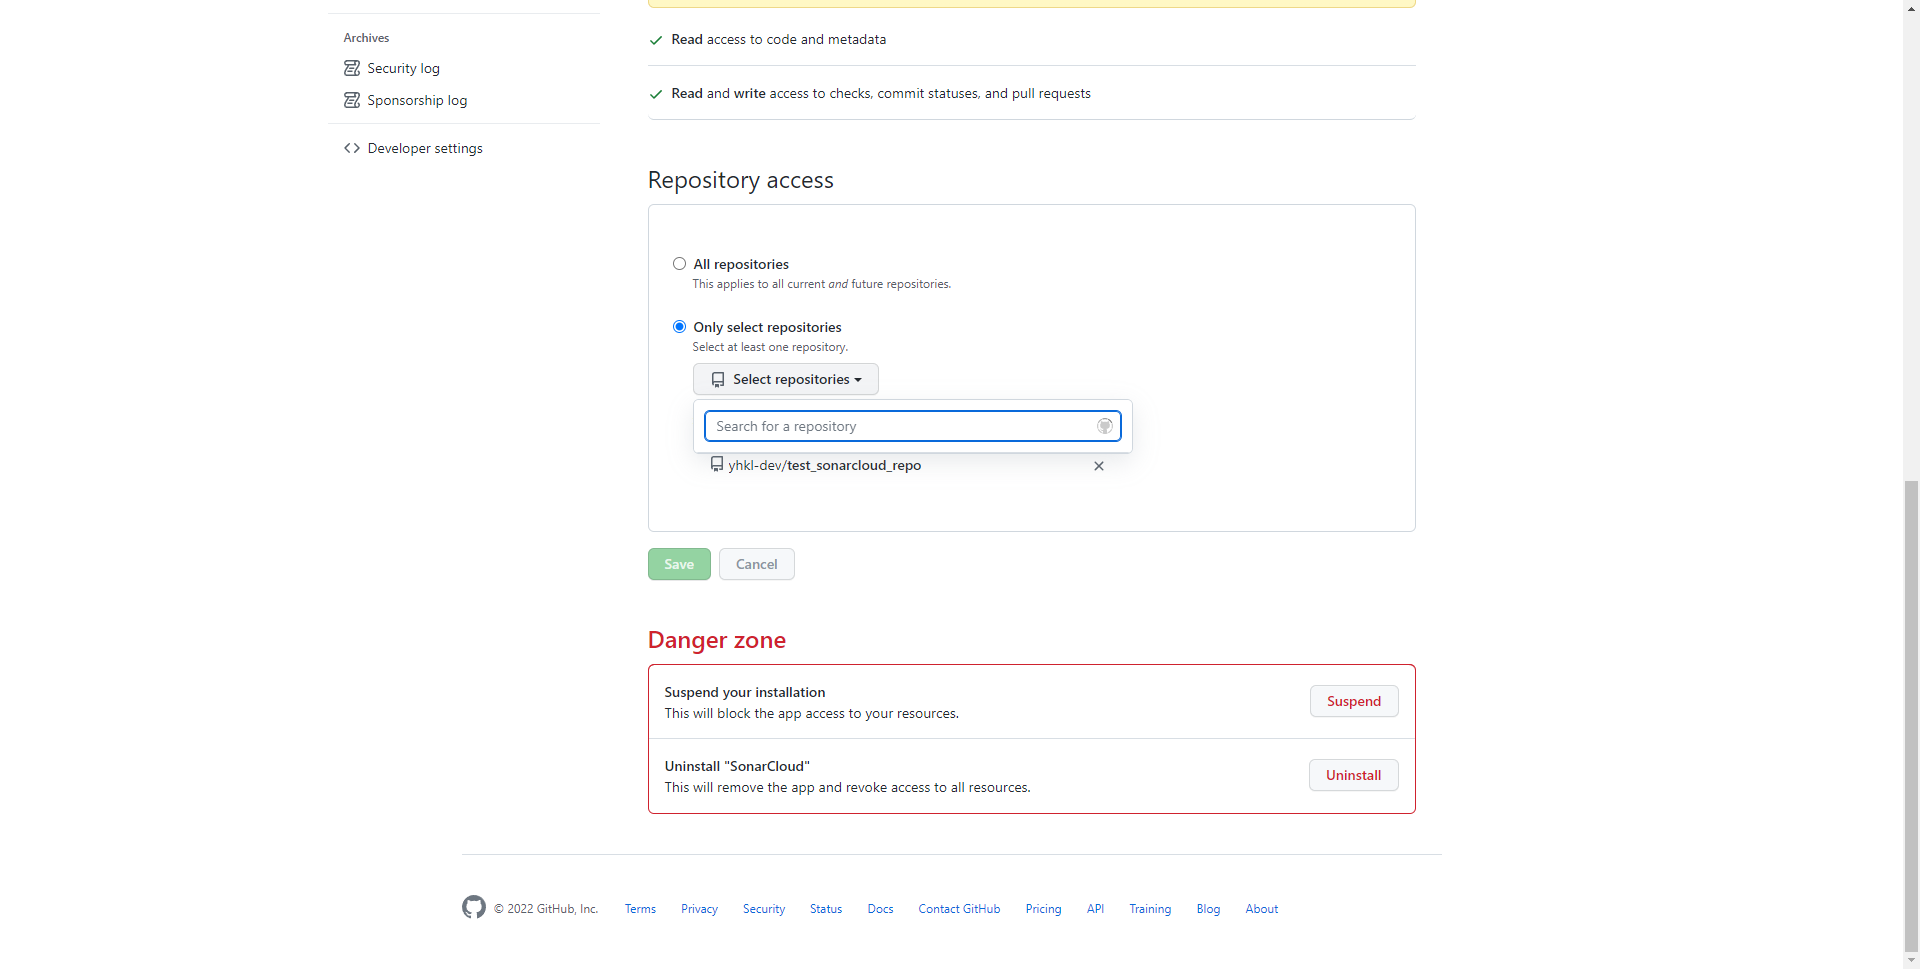 Archives
Security log
Sponsorship log
Developer settings
Read access to code and metadata
Read and write access to checks, commit statuses, and pull requests
Repository access
All repositories
This applies to all current and future repositories.
Only select repositories
Select at least one repository.
Select repositories
Search for a repository
yhkl-dev/test_sonarcloud_repo
Save
Cancel
Danger zone
Suspend your installation
This will block the app access to your resources.
Suspend
Uninstall "SonarCloud"
This will remove the app and revoke access to all resources.
Uninstall
© 2022 GitHub, Inc. Terms Privacy Security Status Docs Contact GitHub Pricing API Training Blog About